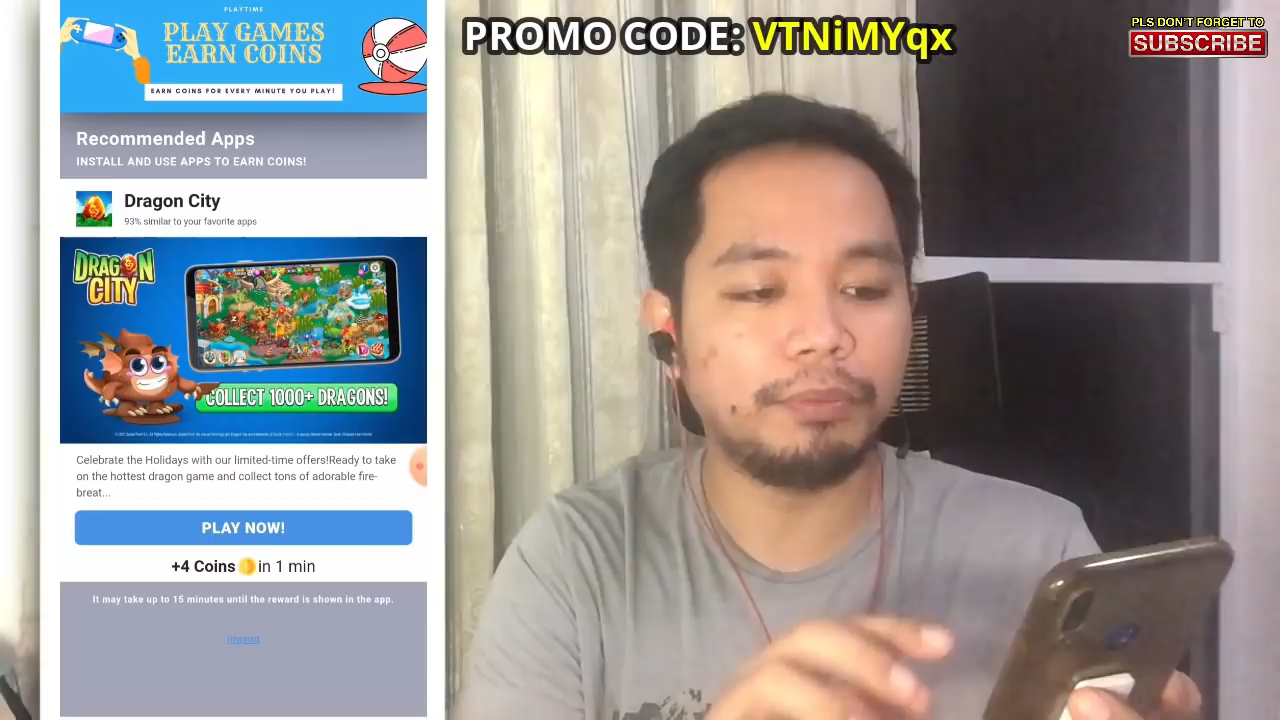 PLAYTIME
PLAY GAMES
EARN COINS
EARN COINS FOR EVERY MINUTE YOU PLAY!
Recommended Apps
INSTALL AND USE APPS TO EARN COINS!
Dragon City
93% similar to your favorite apps
DRAGON
CITY
COLLECT 1000+ DRAGONS!
Celebrate the Holidays with our limited-time offers!Ready to take
on the hottest dragon game and collect tons of adorable fire-
breat...
PLAY NOW!
+4 Coins in 1 min
It may take up to 15 minutes until the reward is shown in the app.
Imprint
PROMO CODE: VTNiMYqx
PLS DON'T FORGET TO
SUBSCRIBE